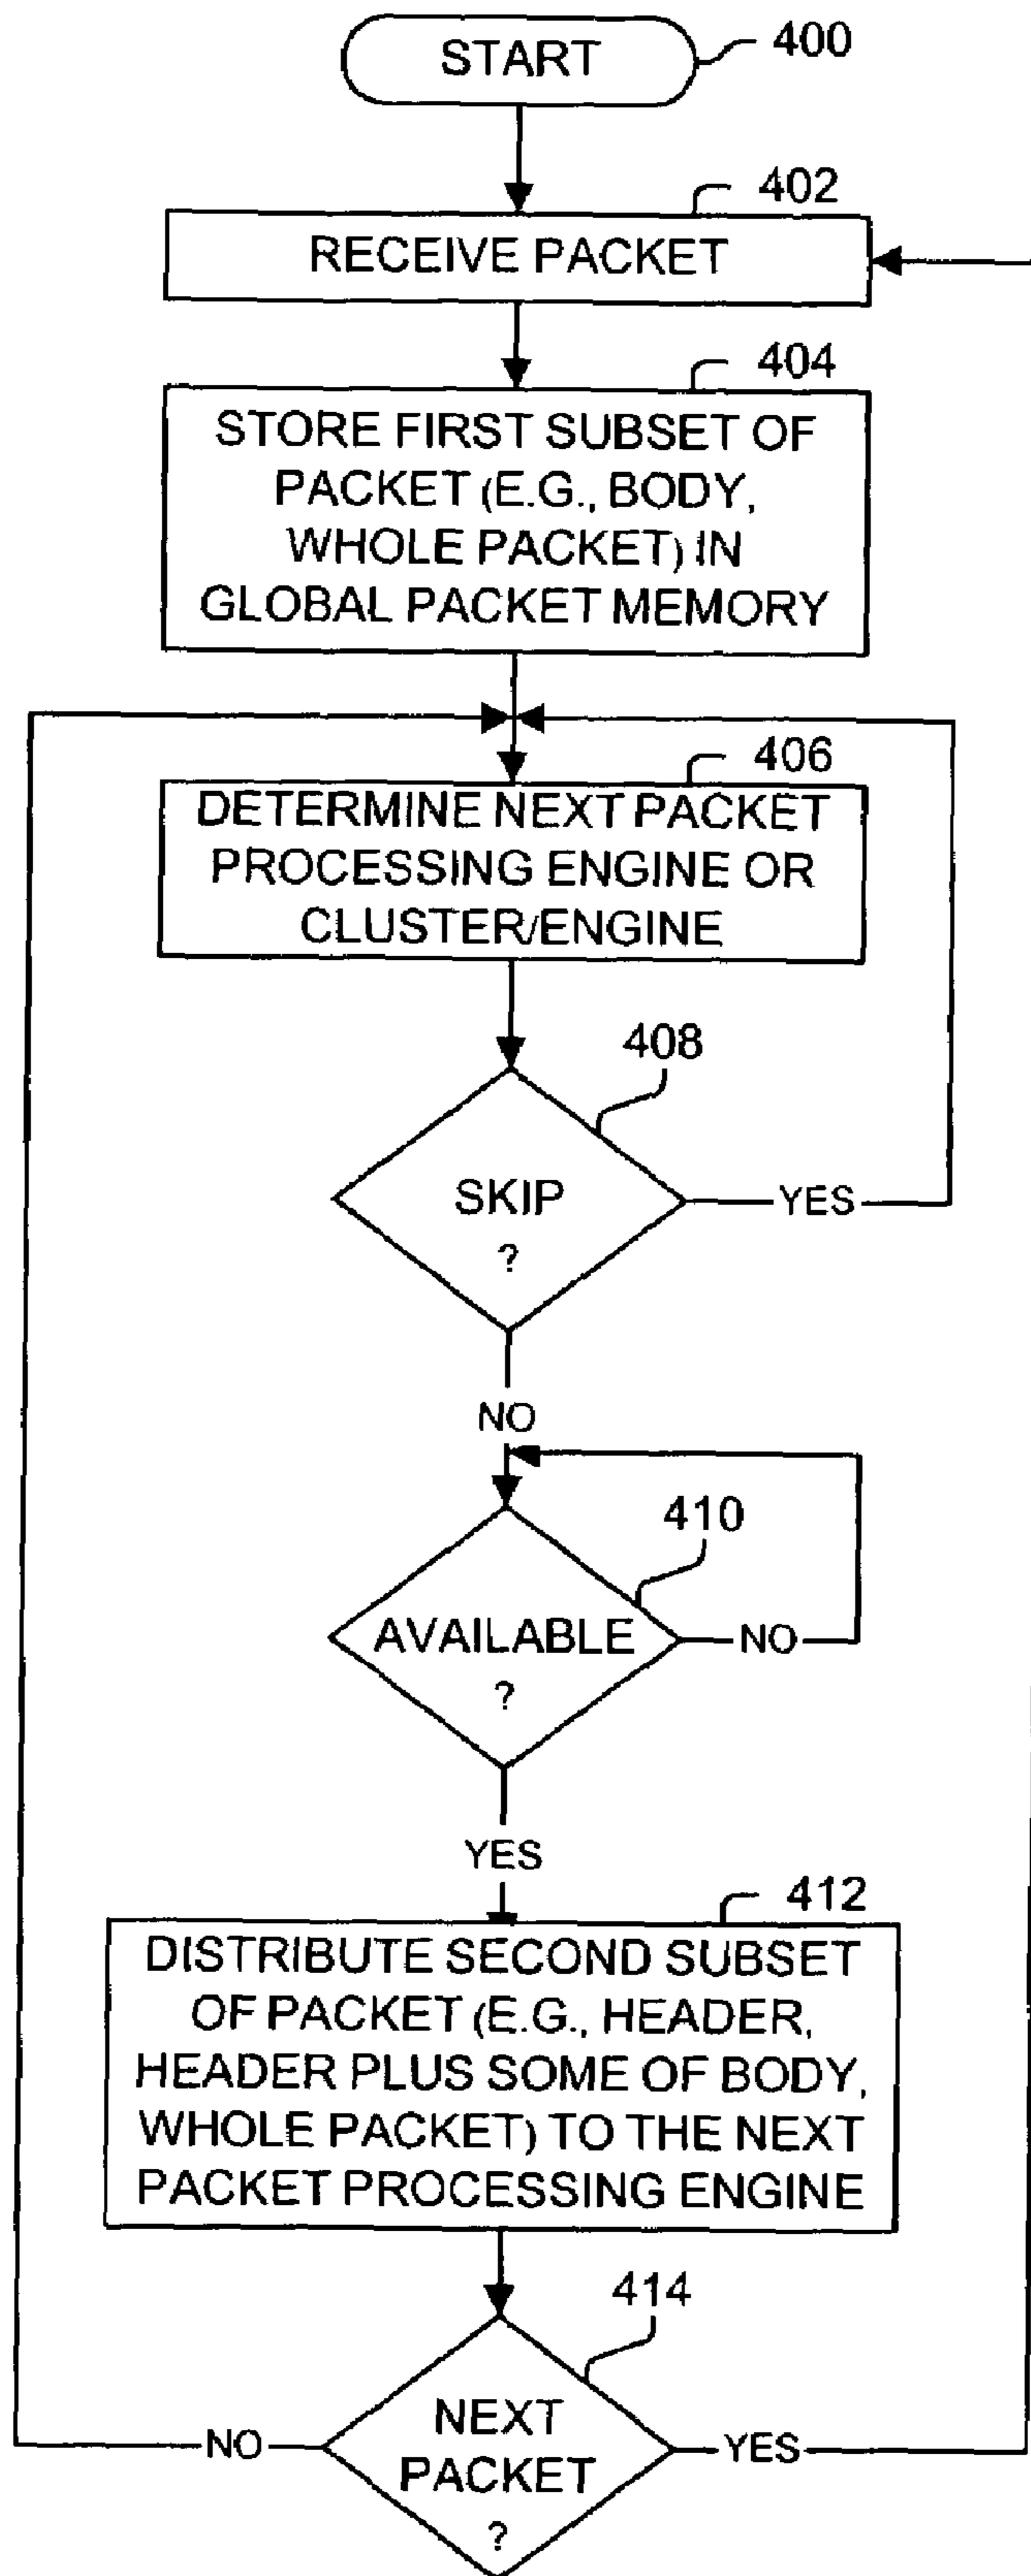 START
400
402
RECEIVE PACKET
404
STORE FIRST SUBSET OF
PACKET (E.G., BODY,
WHOLE PACKET) IN
GLOBAL PACKET MEMORY
406
DETERMINE NEXT PACKET
PROCESSING ENGINE OR
CLUSTER/ENGINE
408
SKIP
?
YES
NO
410
AVAILABLE
?
NO
YES
412
DISTRIBUTE SECOND SUBSET
OF PACKET (E.G., HEADER,
HEADER PLUS SOME OF BODY,
WHOLE PACKET) TO THE NEXT
PACKET PROCESSING ENGINE
414
NEXT
PACKET
?
NO
YES